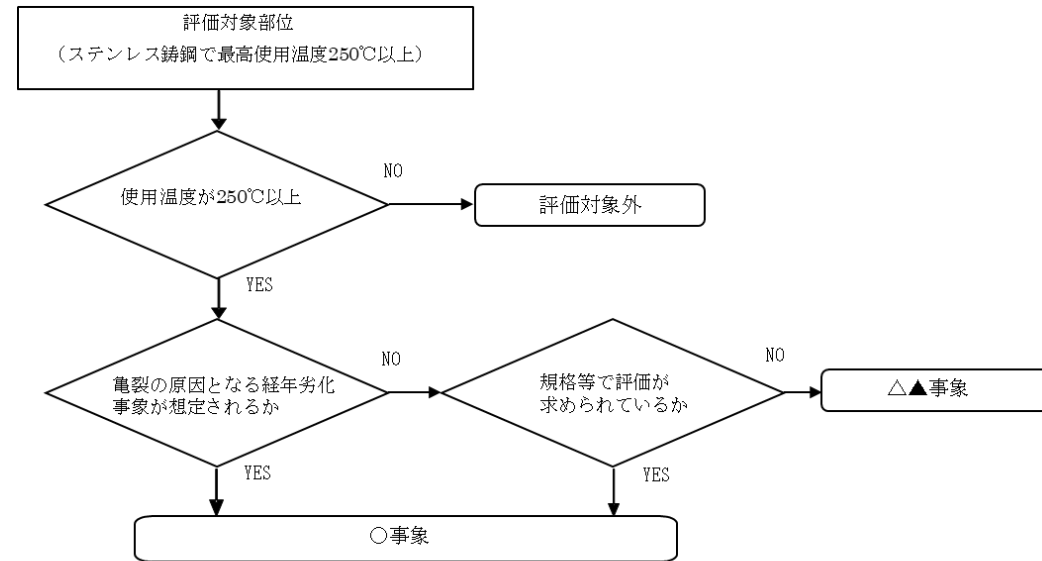 評価対象部位
（ステンレス鋳鋼で最高使用温度250℃以上）
使用温度が250℃以上
NO
評価対象外
YES
亀裂の原因となる経年劣化
事象が想定されるか
NO
規格等で評価が
求められているか
NO
△▲事象
YES
YES
○事象